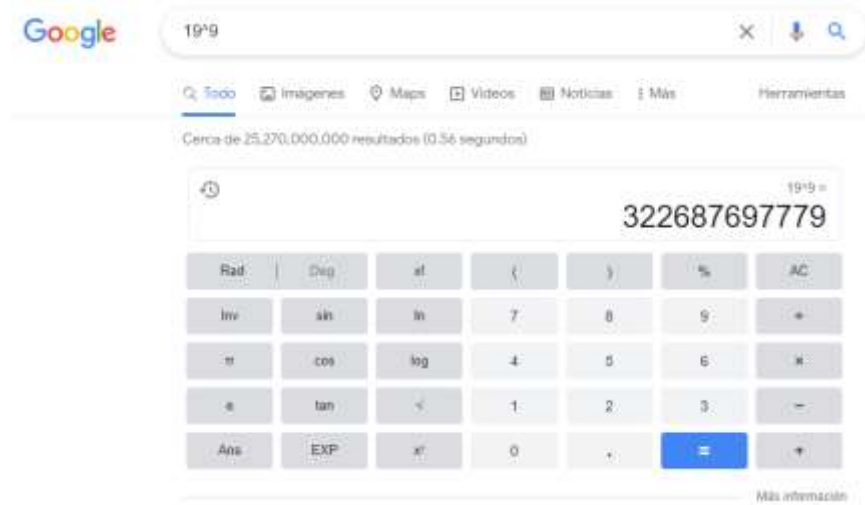 Google 19^9
Todo Imágenes Maps Videos Noticias Más Herramientas
Cerca de 25,270,000,000 resultados (0.56 segundos)
19^9 =
322687697779
Rad Deg x! ( ) % AC
Inv sin ln 7 8 9 ÷
π cos log 4 5 6 ×
e tan √ 1 2 3 −
Ans EXP xʸ 0 . = +
Más información